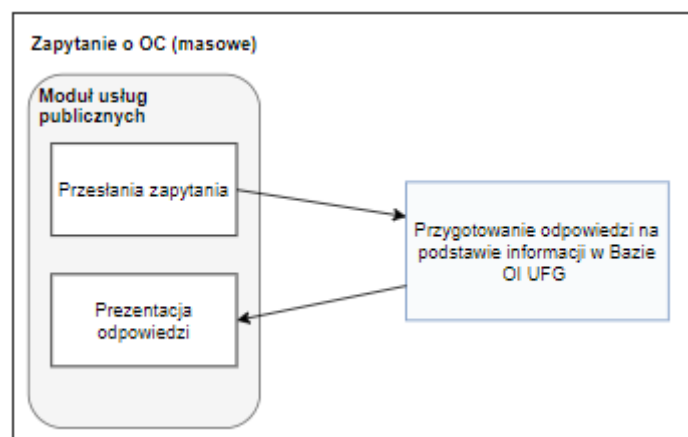 Zapytanie o OC (masowe)
Moduł usług
publicznych
Przesłania zapytania
Przygotowanie odpowiedzi na
podstawie informacji w Bazie
OI UFG
Prezentacja
odpowiedzi